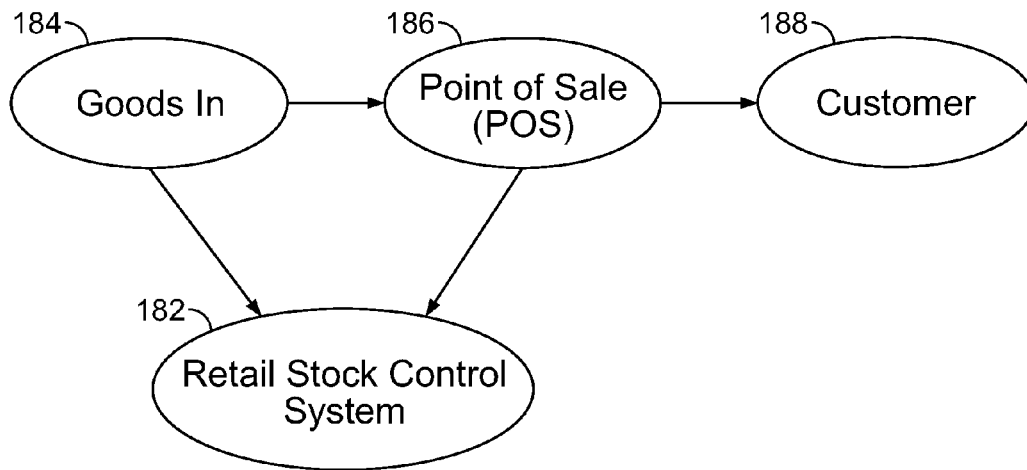 184
Goods In
186
Point of Sale
(POS)
188
Customer
182
Retail Stock Control
System